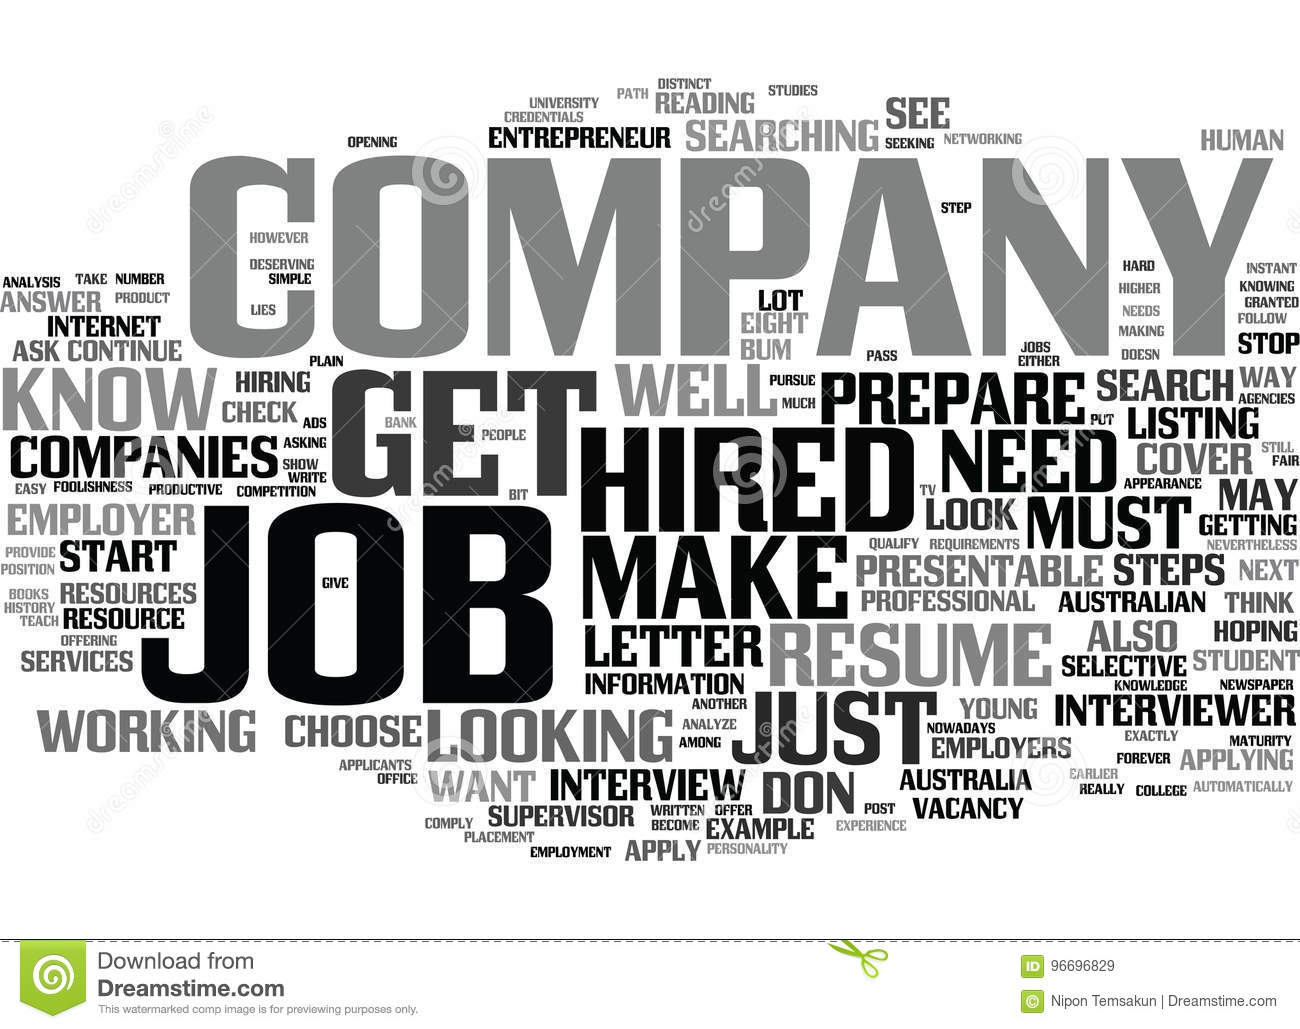 DISTINCT
PATH
STUDIES
UNIVERSITY
READING
CREDENTIALS
SEE
ENTREPRENEUR
SEARCHING
SEEKING
NETWORKING
OPENING
HUMAN
COMPANY
STEP
HOWEVER
DESERVING
SIMPLE
LIES
HARD
INSTANT
ANALYSIS
TAKE
NUMBER
HIGHER
KNOWING
ANSWER
PRODUCT
LOT
GRANTED
NEEDS
FOLLOW
INTERNET
EIGHT
MAKING
STOP
ASK
CONTINUE
BUM
JOBS
DOESN
PLAIN
PASS
EITHER
KNOW
HIRING
GET
WELL
PURSUE
PREPARE
SEARCH
WAY
CHECK
MUCH
AGENCIES
ADS
BANK
PUT
LISTING
PEOPLE
COMPANIES
ASKING
HIRED
NEED
COVER
STILL
SHOW
FAIR
WRITE
EASY
FOOLISHNESS
PRODUCTIVE
COMPETITION
BIT
TV
APPEARANCE
MAY
EMPLOYER
JOB
LOOK
MUST
GETTING
PROVIDE
START
QUALIFY
REQUIREMENTS
NEVERTHELESS
POSITION
GIVE
MAKE
PRESENTABLE
STEPS
NEXT
BOOKS
RESOURCES
HISTORY
PROFESSIONAL
AUSTRALIAN
THINK
TEACH
RESOURCE
OFFERING
LETTER
RESUME
ALSO
HOPING
SERVICES
SELECTIVE
STUDENT
INFORMATION
KNOWLEDGE
NEWSPAPER
ANOTHER
JUST
YOUNG
INTERVIEWER
WORKING
CHOOSE
LOOKING
ANALYZE
NOWADAYS
EXACTLY
AMONG
EMPLOYERS
MATURITY
APPLICANTS
FOREVER
APPLYING
OFFICE
WANT
INTERVIEW
DON
AUSTRALIA
EARLIER
REALLY
COLLEGE
AUTOMATICALLY
SUPERVISOR
WRITTEN
OFFER
POST
VACANCY
COMPLY
BECOME
EXAMPLE
EXPERIENCE
PLACEMENT
EMPLOYMENT
APPLY
PERSONALITY
dreamstime
Download from
Dreamstime.com
This watermarked comp image is for previewing purposes only.
ID 96696829
© Nipon Temsakun | Dreamstime.com